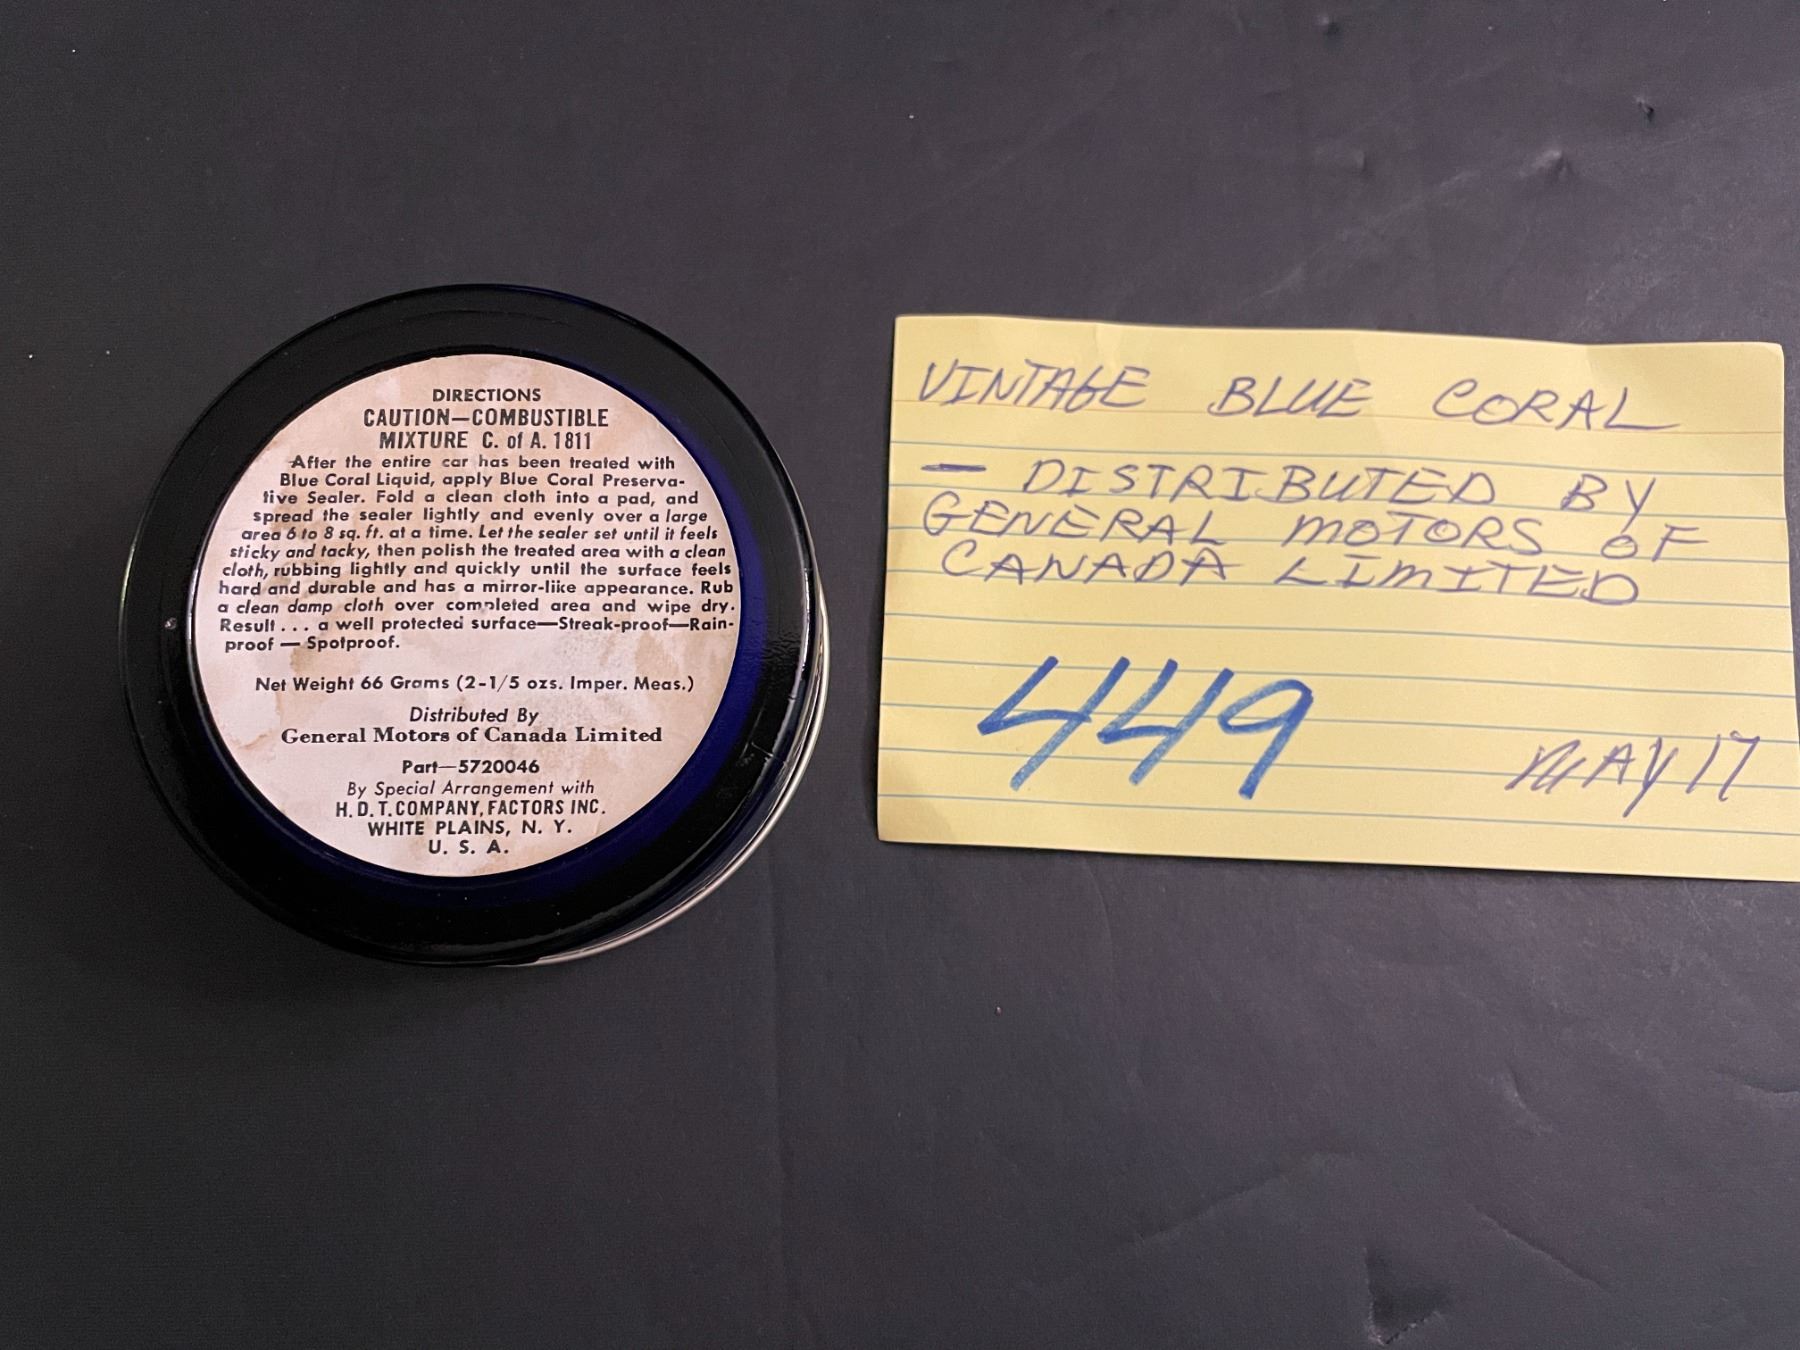 DIRECTIONS
CAUTION—COMBUSTIBLE
MIXTURE C. of A. 1811
After the entire car has been treated with
Blue Coral Liquid, apply Blue Coral Preserva-
tive Sealer. Fold a clean cloth into a pad, and
spread the sealer lightly and evenly over a large
area 6 to 8 sq. ft. at a time. Let the sealer set until it feels
sticky and tacky, then polish the treated area with a clean
cloth, rubbing lightly and quickly until the surface feels
hard and durable and has a mirror-like appearance. Rub
a clean damp cloth over completed area and wipe dry.
Result . . . a well protected surface—Streak-proof—Rain-
proof — Spotproof.
Net Weight 66 Grams (2-1/5 ozs. Imper. Meas.)
Distributed By
General Motors of Canada Limited
Part—5720046
By Special Arrangement with
H. D. T. COMPANY, FACTORS INC.
WHITE PLAINS, N. Y.
U. S. A.
VINTAGE BLUE CORAL
— DISTRIBUTED BY
GENERAL MOTORS OF
CANADA LIMITED
449
MAY 17